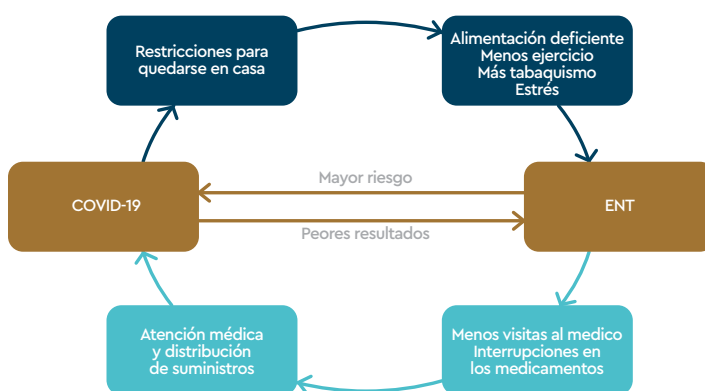 Restricciones para
quedarse en casa
Alimentación deficiente
Menos ejercicio
Más tabaquismo
Estrés
Mayor riesgo
COVID-19
ENT
Peores resultados
Atención médica
y distribución
de suministros
Menos visitas al medico
Interrupciones en
los medicamentos